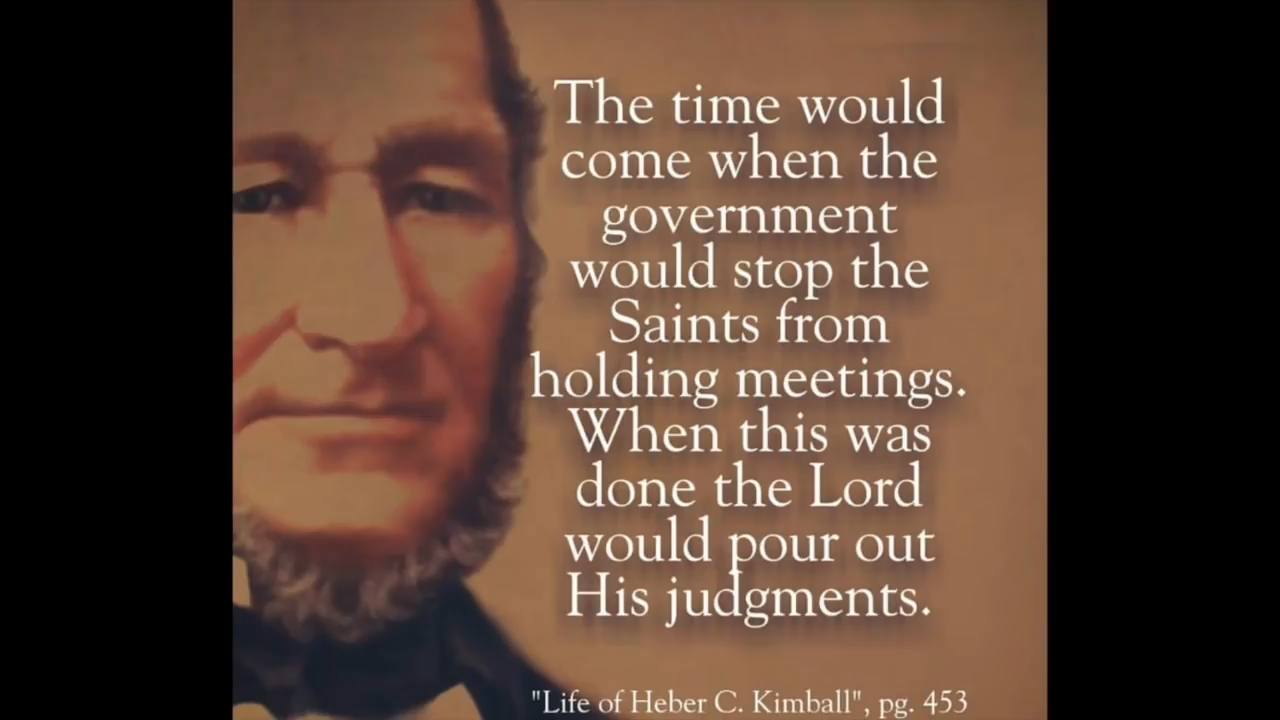 The time would
come when the
government
would stop the
Saints from
holding meetings.
When this was
done the Lord
would pour out
His judgments.
"Life of Heber C. Kimball", pg. 453